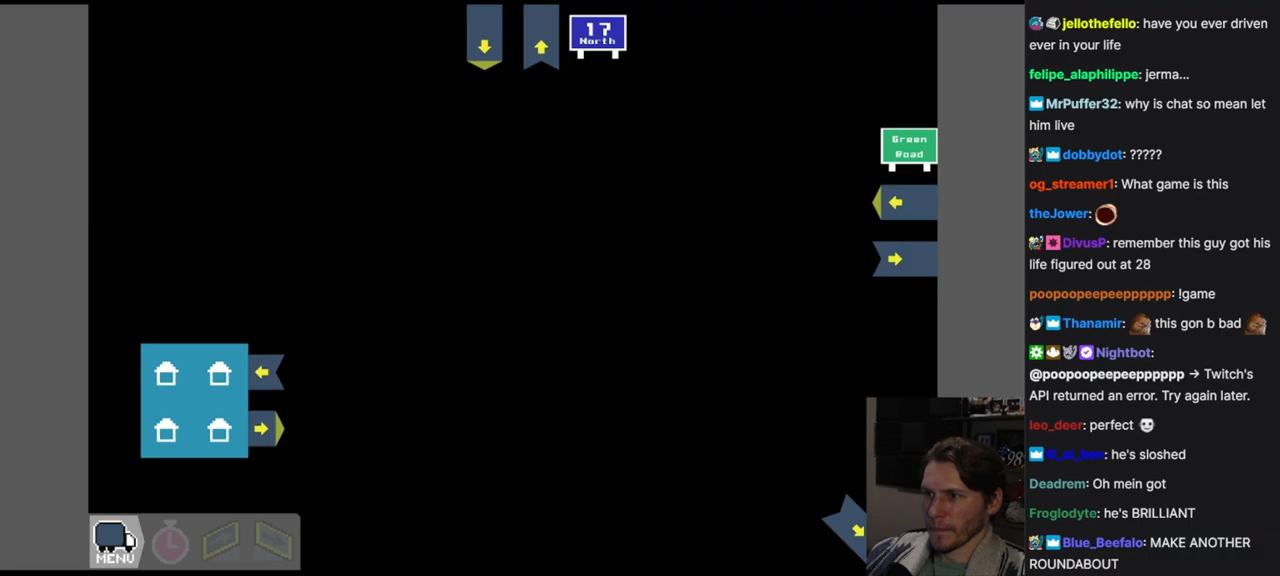 17
North
Green
Road
MENU
jellothefello: have you ever driven
ever in your life
felipe_alaphilippe: jerma...
MrPuffer32: why is chat so mean let
him live
dobbydot: ?????
og_streamer1: What game is this
theJower:
DivusP: remember this guy got his
life figured out at 28
poopoopeepeepppppp: !game
Thanamir: this gon b bad
Nightbot:
@poopoopeepeepppppp → Twitch's
API returned an error. Try again later.
leo_deer: perfect
he's sloshed
Deadrem: Oh mein got
Froglodyte: he's BRILLIANT
Blue_Beefalo: MAKE ANOTHER
ROUNDABOUT